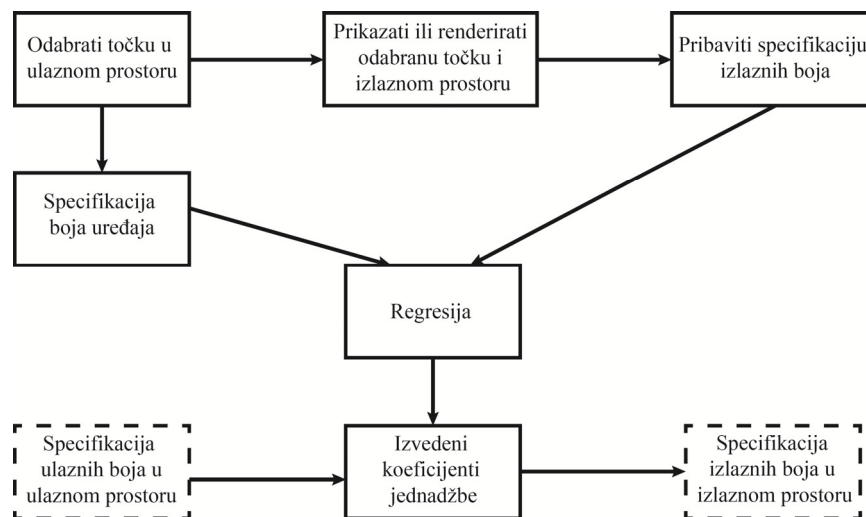 Odabrati točku u
ulaznom prostoru
Prikazati ili renderirati
odabranu točku i
izlaznom prostoru
Pribaviti specifikaciju
izlaznih boja
Specifikacija
boja uređaja
Regresija
Specifikacija
ulaznih boja u
ulaznom prostoru
Izvedeni
koeficijenti
jednadžbe
Specifikacija
izlaznih boja u
izlaznom prostoru